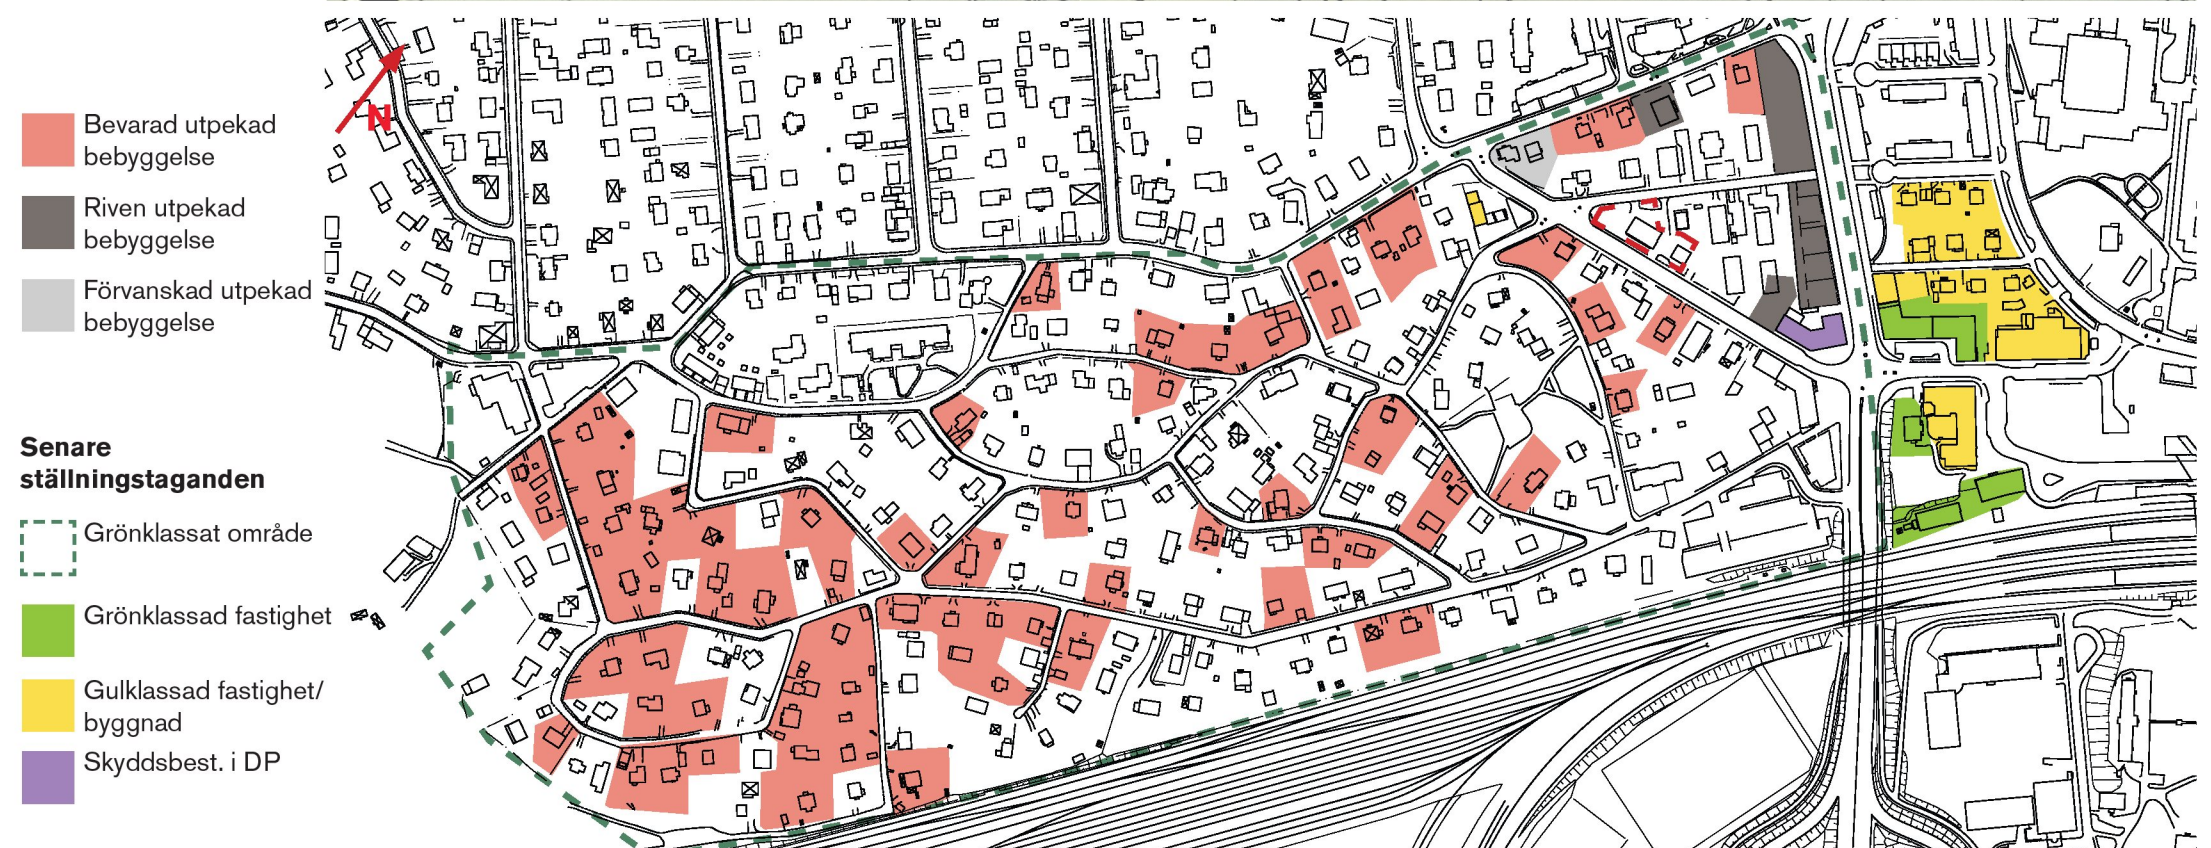 N
Bevarad utpekad
bebyggelse
Riven utpekad
bebyggelse
Förvanskad utpekad
bebyggelse
Senare
ställningstaganden
Grönklassat område
Grönklassad fastighet
Gulklassad fastighet/
byggnad
Skyddsbest. i DP